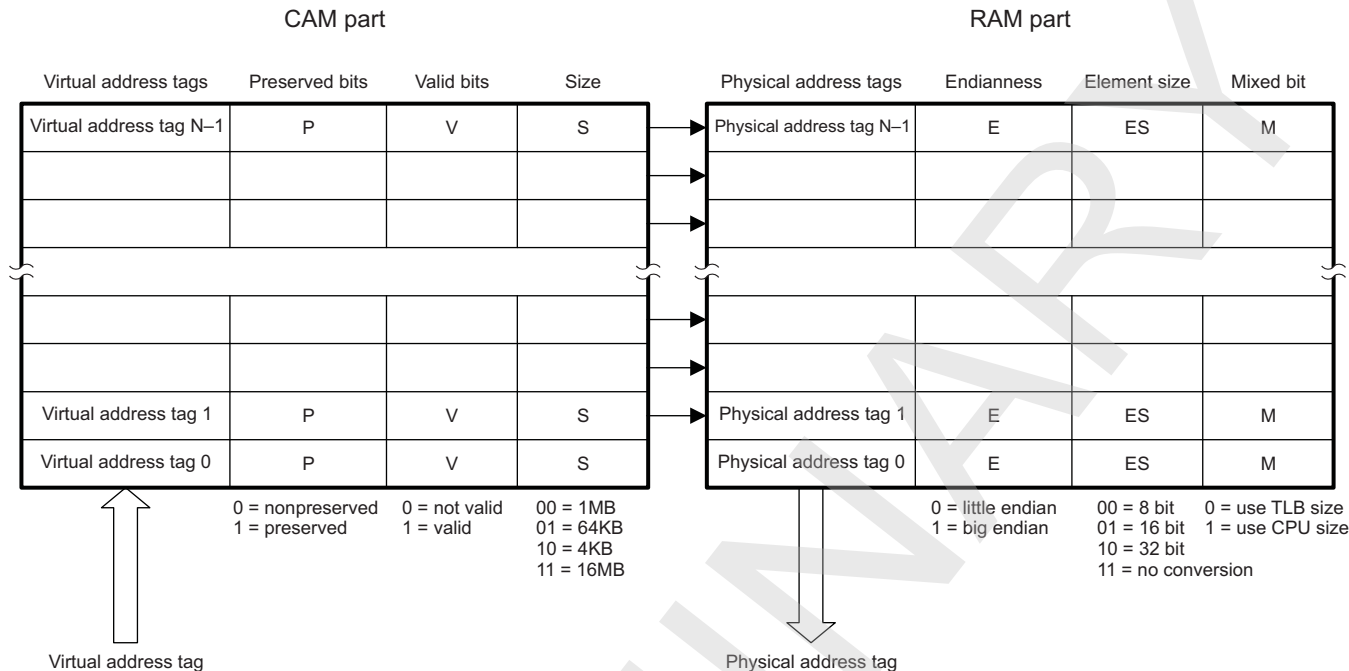 CAM part
RAM part
Virtual address tags Preserved bits Valid bits Size
Physical address tags Endianness Element size Mixed bit
Virtual address tag N–1 P V S
Physical address tag N–1 E ES M
Virtual address tag 1 P V S
Physical address tag 1 E ES M
Virtual address tag 0 P V S
Physical address tag 0 E ES M
0 = nonpreserved
1 = preserved
0 = not valid
1 = valid
00 = 1MB
01 = 64KB
10 = 4KB
11 = 16MB
0 = little endian
1 = big endian
00 = 8 bit
01 = 16 bit
10 = 32 bit
11 = no conversion
0 = use TLB size
1 = use CPU size
Virtual address tag
Physical address tag
INARY